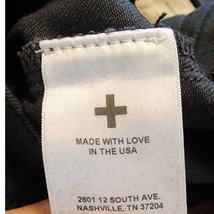 MADE WITH LOVE
IN THE USA
2601 12 SOUTH AVE.
NASHVILLE, TN 37204